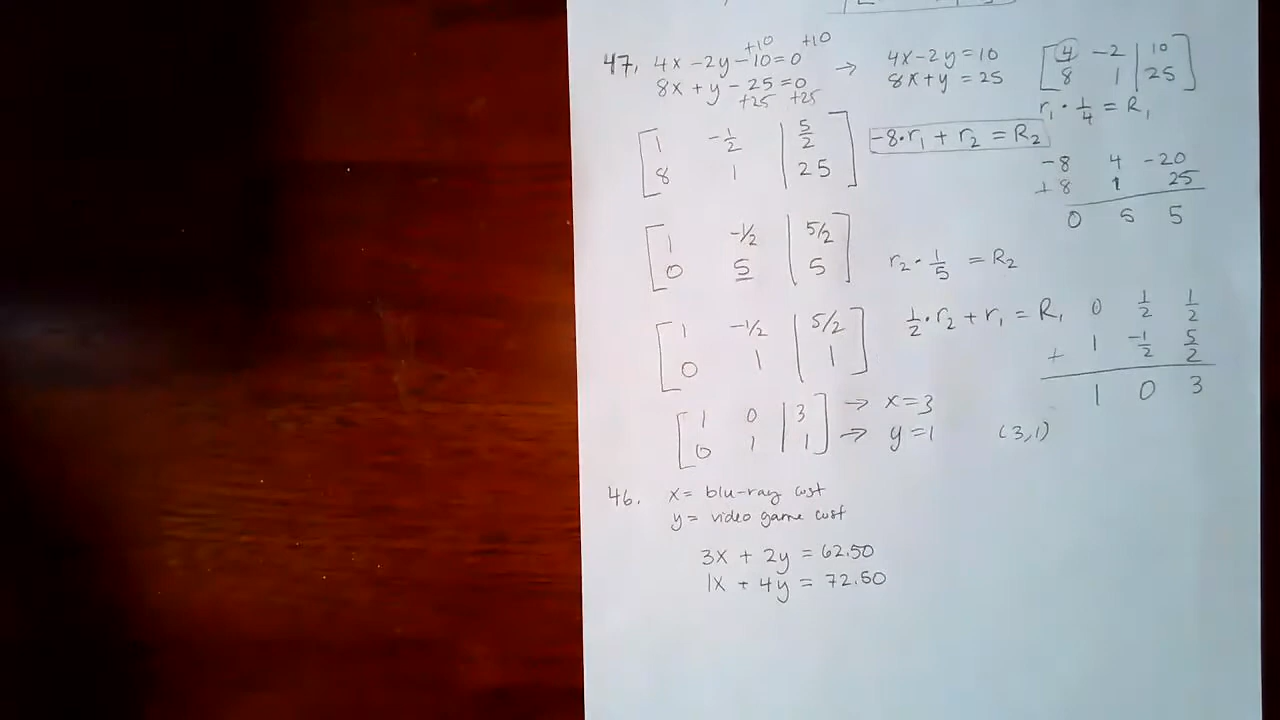 +10 +10
47. 4x - 2y - 10 = 0 → 4x - 2y = 10 [ 4 -2 | 10 ]
8x + y - 25 = 0 8x + y = 25 [ 8 1 | 25 ]
+25 +25
r1 · 1/4 = R1
[ 1 -1/2 | 5/2 ] -8·r1 + r2 = R2
[ 8 1 | 25 ]
-8 4 -20
+ 8 1 25
0 5 5
[ 1 -1/2 | 5/2 ]
[ 0 5 | 5 ] r2 · 1/5 = R2
[ 1 -1/2 | 5/2 ] 1/2 · r2 + r1 = R1 0 1/2 1/2
[ 0 1 | 1 ] + 1 -1/2 5/2
1 0 3
[ 1 0 | 3 ] → x = 3
[ 0 1 | 1 ] → y = 1 (3,1)
46. x = blu-ray cost
y = video game cost
3x + 2y = 62.50
1x + 4y = 72.50